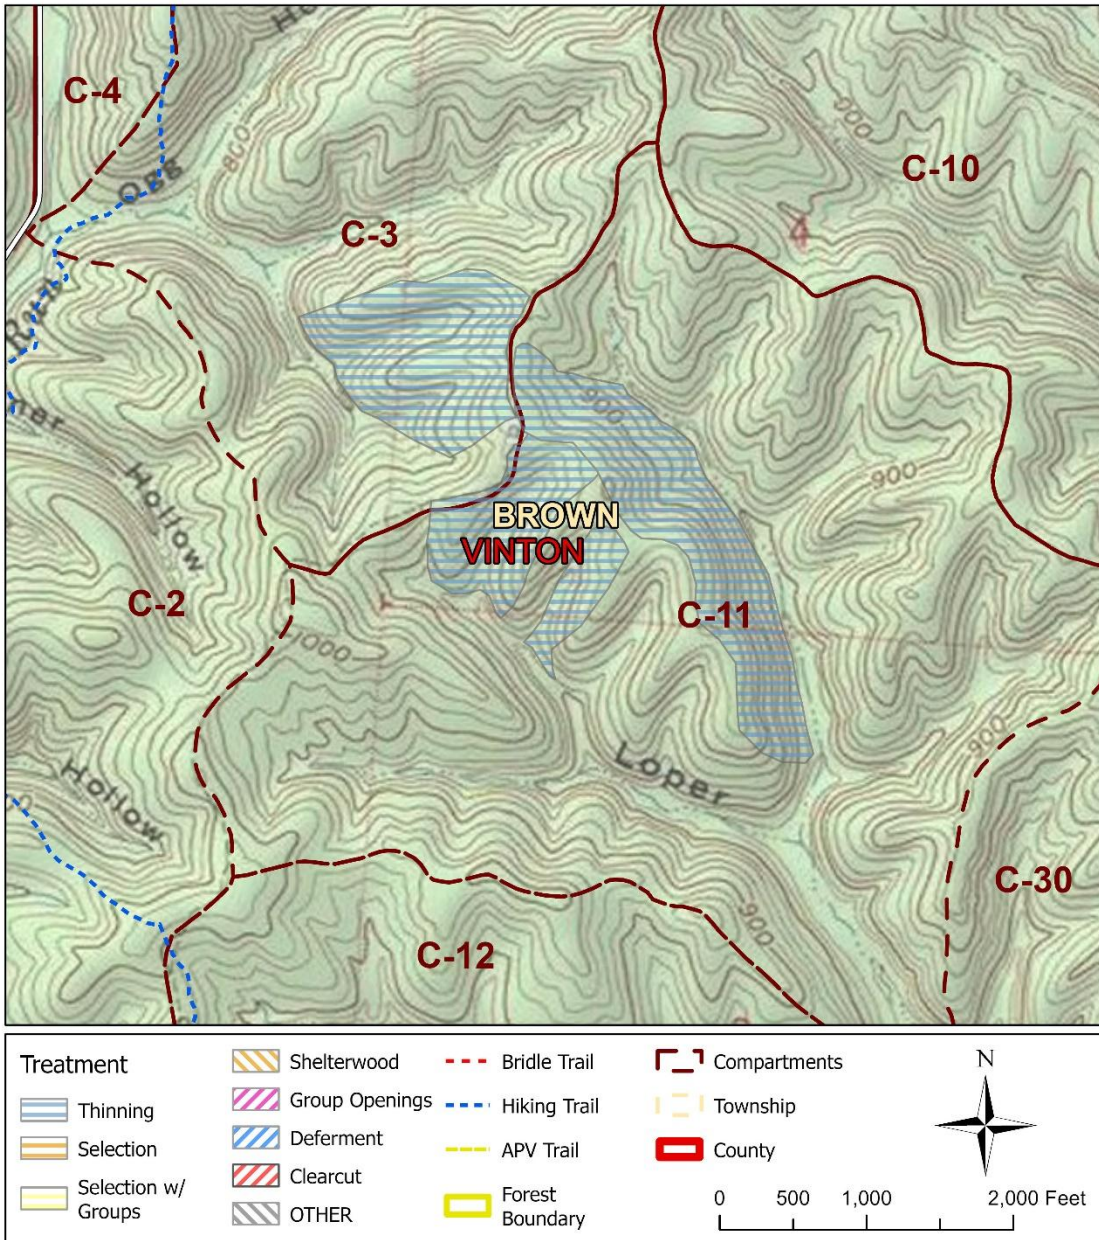 C-4
800
Ogg
C-3
900
C-10
4
Hollow
900
900
BROWN
VINTON
C-2
C-11
1000
900
Hollow
Loper
C-30
900
C-12
Treatment
Thinning
Selection
Selection w/
Groups
Shelterwood
Group Openings
Deferment
Clearcut
OTHER
Bridle Trail
Hiking Trail
APV Trail
Forest
Boundary
Compartments
Township
County
N
0 500 1,000 2,000 Feet